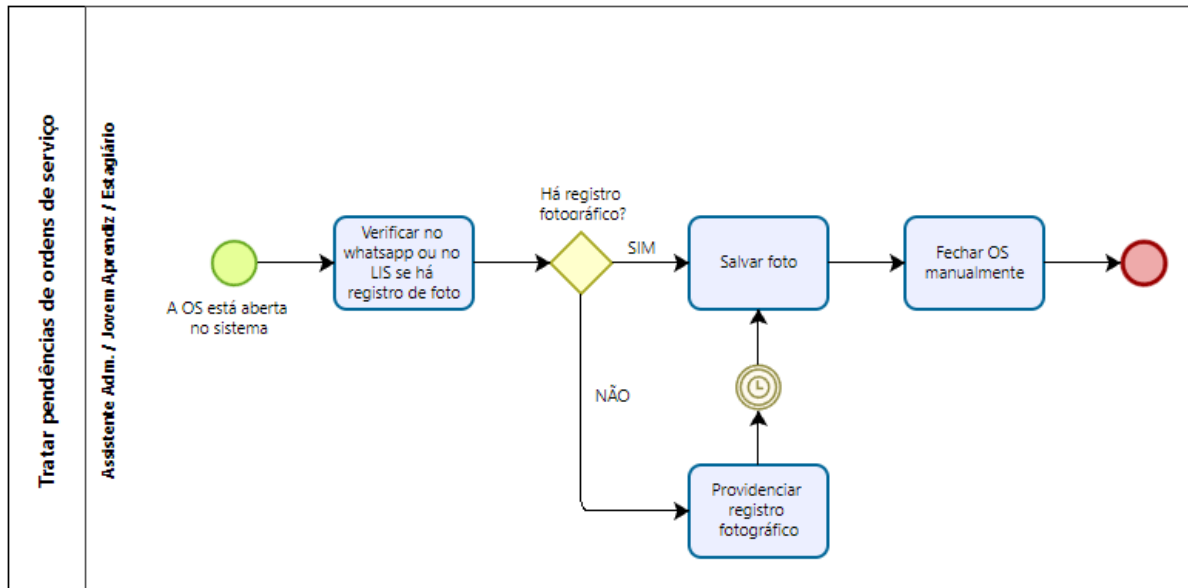 Tratar pendências de ordens de serviço
Assistente Adm. / Jovem Aprendiz / Estagiário
A OS está aberta
no sistema
Verificar no
whatsapp ou no
LIS se há
registro de foto
Há registro
fotográfico?
SIM
Salvar foto
Fechar OS
manualmente
NÃO
Providenciar
registro
fotográfico